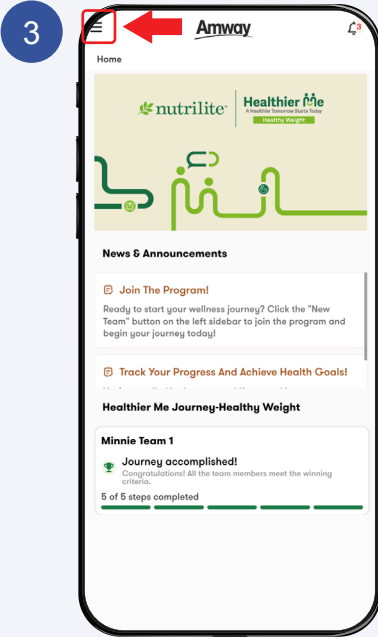 3
Amway
3
Home
nutrilite
Healthier Me
A Healthier Tomorrow Starts Today
Healthy Weight
News & Announcements
Join The Program!
Ready to start your wellness journey? Click the "New
Team" button on the left sidebar to join the program and
begin your journey today!
Track Your Progress And Achieve Health Goals!
Healthier Me Journey-Healthy Weight
Minnie Team 1
Journey accomplished!
Congratulations! All the team members meet the winning
criteria.
5 of 5 steps completed